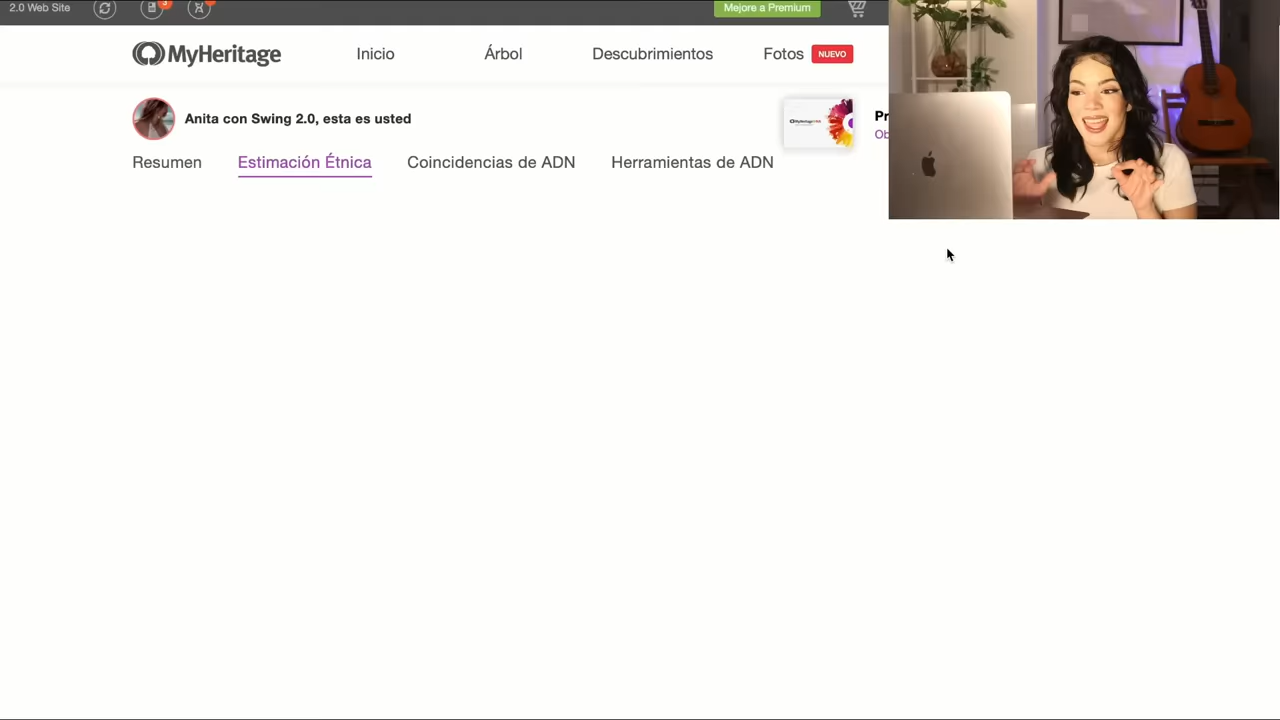 2.0 Web Site
Mejore a Premium
MyHeritage
Inicio
Árbol
Descubrimientos
Fotos
NUEVO
Anita con Swing 2.0, esta es usted
Resumen
Estimación Étnica
Coincidencias de ADN
Herramientas de ADN